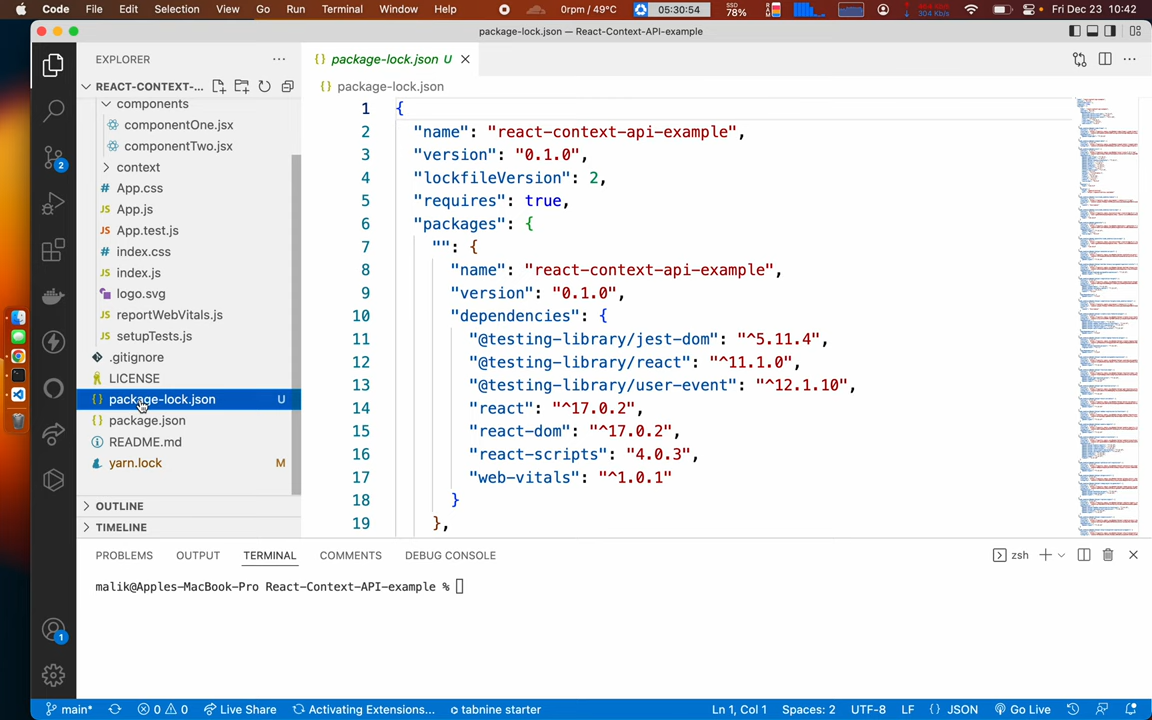 Code File Edit Selection View Go Run Terminal Window Help 0rpm / 49°C 05:30:54 SSD 78% 304 Kb/s Fri Dec 23 10:42
package-lock.json — React-Context-API-example
EXPLORER
REACT-CONTEXT-...
components
componentOne.jsx
componentTwo.jsx
context
# App.css
JS App.js
JS App.test.js
# index.css
JS index.js
logo.svg
JS reportWebVitals.js
JS setupTests.js
.gitignore
LICENSE
{} package-lock.json U
{} package.json
README.md
yarn.lock M
OUTLINE
TIMELINE
2
1
{} package-lock.json U
{} package-lock.json
1 {
2 "name": "react-context-api-example",
3 "version": "0.1.0",
4 "lockfileVersion": 2,
5 "requires": true,
6 "packages": {
7 "": {
8 "name": "react-context-api-example",
9 "version": "0.1.0",
10 "dependencies": {
11 "@testing-library/jest-dom": "^5.11.4",
12 "@testing-library/react": "^11.1.0",
13 "@testing-library/user-event": "^12.1.10",
14 "react": "^17.0.2",
15 "react-dom": "^17.0.2",
16 "react-scripts": "4.0.3",
17 "web-vitals": "^1.0.1"
18 }
19 },
PROBLEMS OUTPUT TERMINAL COMMENTS DEBUG CONSOLE zsh
malik@Apples-MacBook-Pro React-Context-API-example %
main* 0 0 Live Share Activating Extensions... tabnine starter Ln 1, Col 1 Spaces: 2 UTF-8 LF {} JSON Go Live